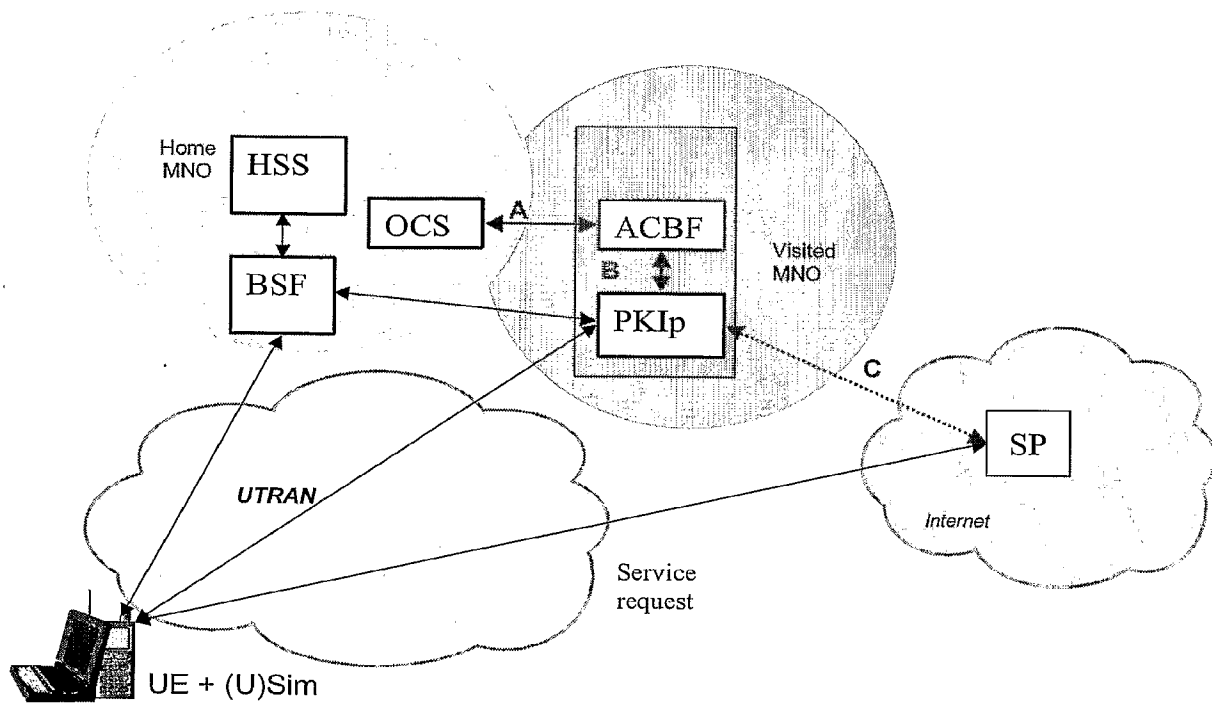 Home
MNO
HSS
OCS
A
ACBF
BSF
B
PKIp
Visited
MNO
C
SP
UTRAN
Internet
Service
request
UE + (U)Sim